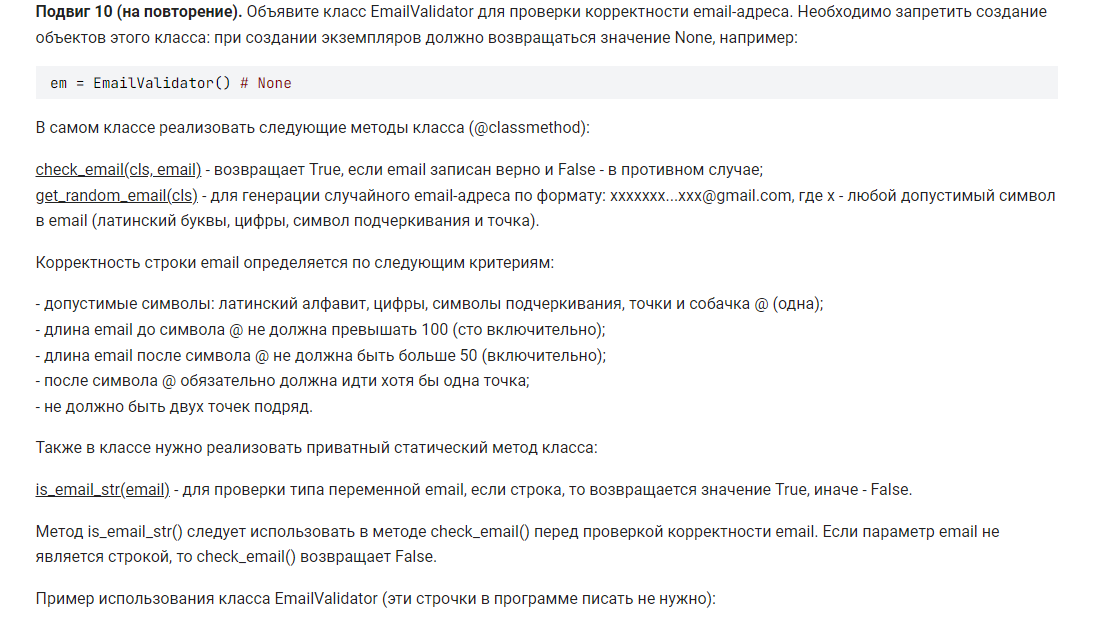 Подвиг 10 (на повторение). Объявите класс EmailValidator для проверки корректности email-адреса. Необходимо запретить создание
объектов этого класса: при создании экземпляров должно возвращаться значение None, например:
em = EmailValidator() # None
В самом классе реализовать следующие методы класса (@classmethod):
check_email(cls, email) - возвращает True, если email записан верно и False - в противном случае;
get_random_email(cls) - для генерации случайного email-адреса по формату: xxxxxxx...xxx@gmail.com, где x - любой допустимый символ
в email (латинский буквы, цифры, символ подчеркивания и точка).
Корректность строки email определяется по следующим критериям:
- допустимые символы: латинский алфавит, цифры, символы подчеркивания, точки и собачка @ (одна);
- длина email до символа @ не должна превышать 100 (сто включительно);
- длина email после символа @ не должна быть больше 50 (включительно);
- после символа @ обязательно должна идти хотя бы одна точка;
- не должно быть двух точек подряд.
Также в классе нужно реализовать приватный статический метод класса:
is_email_str(email) - для проверки типа переменной email, если строка, то возвращается значение True, иначе - False.
Метод is_email_str() следует использовать в методе check_email() перед проверкой корректности email. Если параметр email не
является строкой, то check_email() возвращает False.
Пример использования класса EmailValidator (эти строчки в программе писать не нужно):